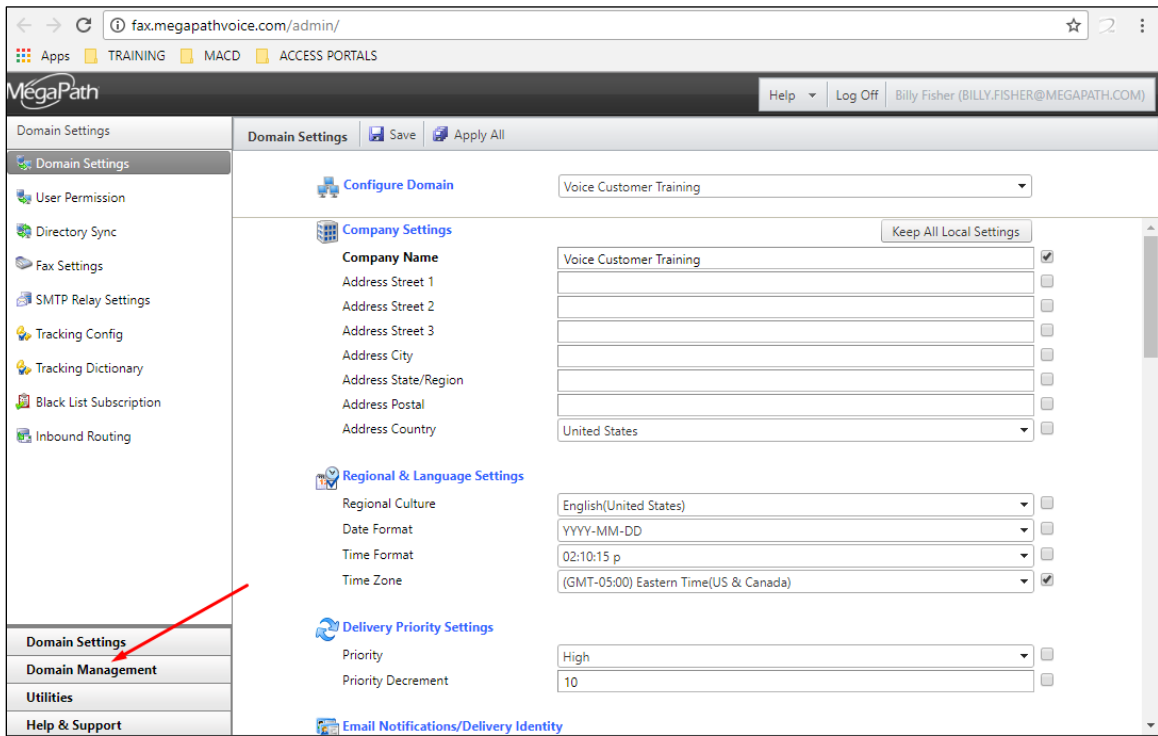 fax.megapathvoice.com/admin/
Apps TRAINING MACD ACCESS PORTALS
MegaPath
Help Log Off Billy Fisher (BILLY.FISHER@MEGAPATH.COM)
Domain Settings
Domain Settings
User Permission
Directory Sync
Fax Settings
SMTP Relay Settings
Tracking Config
Tracking Dictionary
Black List Subscription
Inbound Routing
Domain Settings
Domain Management
Utilities
Help & Support
Domain Settings Save Apply All
Configure Domain Voice Customer Training
Company Settings Keep All Local Settings
Company Name Voice Customer Training
Address Street 1
Address Street 2
Address Street 3
Address City
Address State/Region
Address Postal
Address Country United States
Regional & Language Settings
Regional Culture English(United States)
Date Format YYYY-MM-DD
Time Format 02:10:15 p
Time Zone (GMT-05:00) Eastern Time(US & Canada)
Delivery Priority Settings
Priority High
Priority Decrement 10
Email Notifications/Delivery Identity